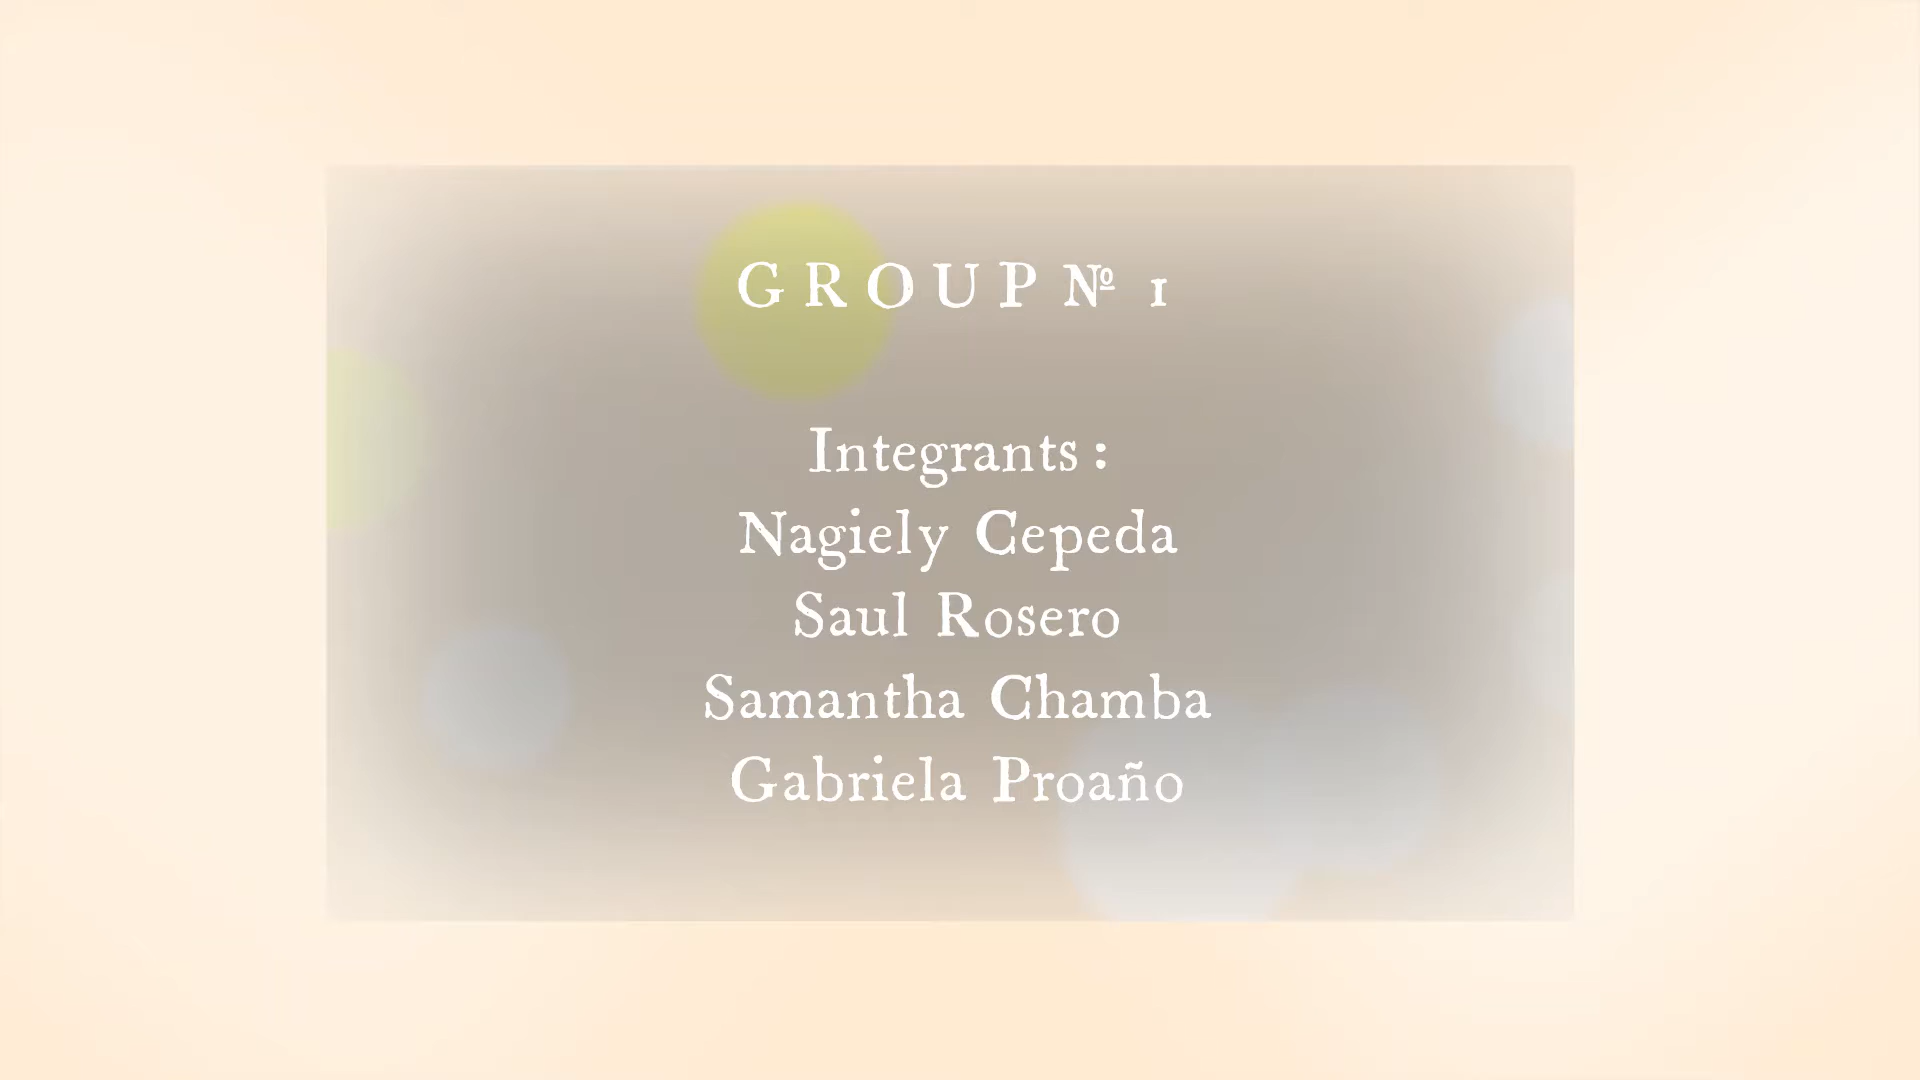 GROUP Nº 1
Integrants:
Nagiely Cepeda
Saul Rosero
Samantha Chamba
Gabriela Proaño